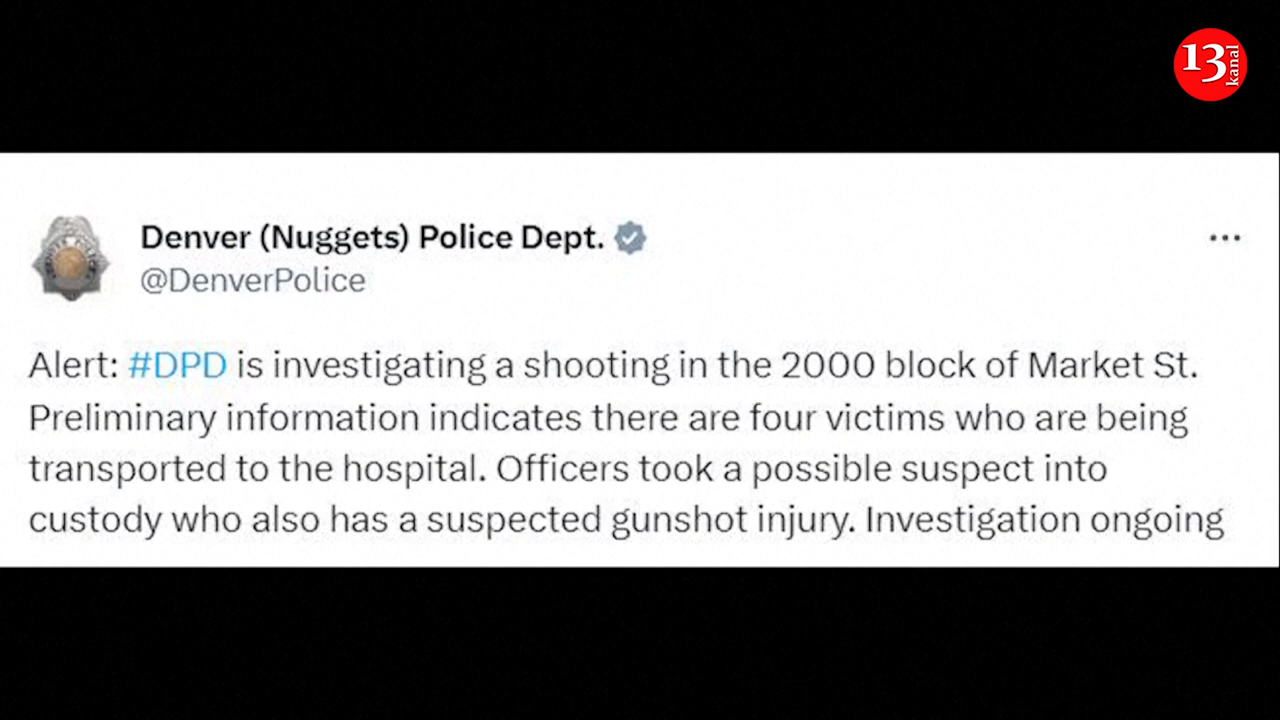 13 kanal
Denver (Nuggets) Police Dept.
@DenverPolice
Alert: #DPD is investigating a shooting in the 2000 block of Market St.
Preliminary information indicates there are four victims who are being
transported to the hospital. Officers took a possible suspect into
custody who also has a suspected gunshot injury. Investigation ongoing